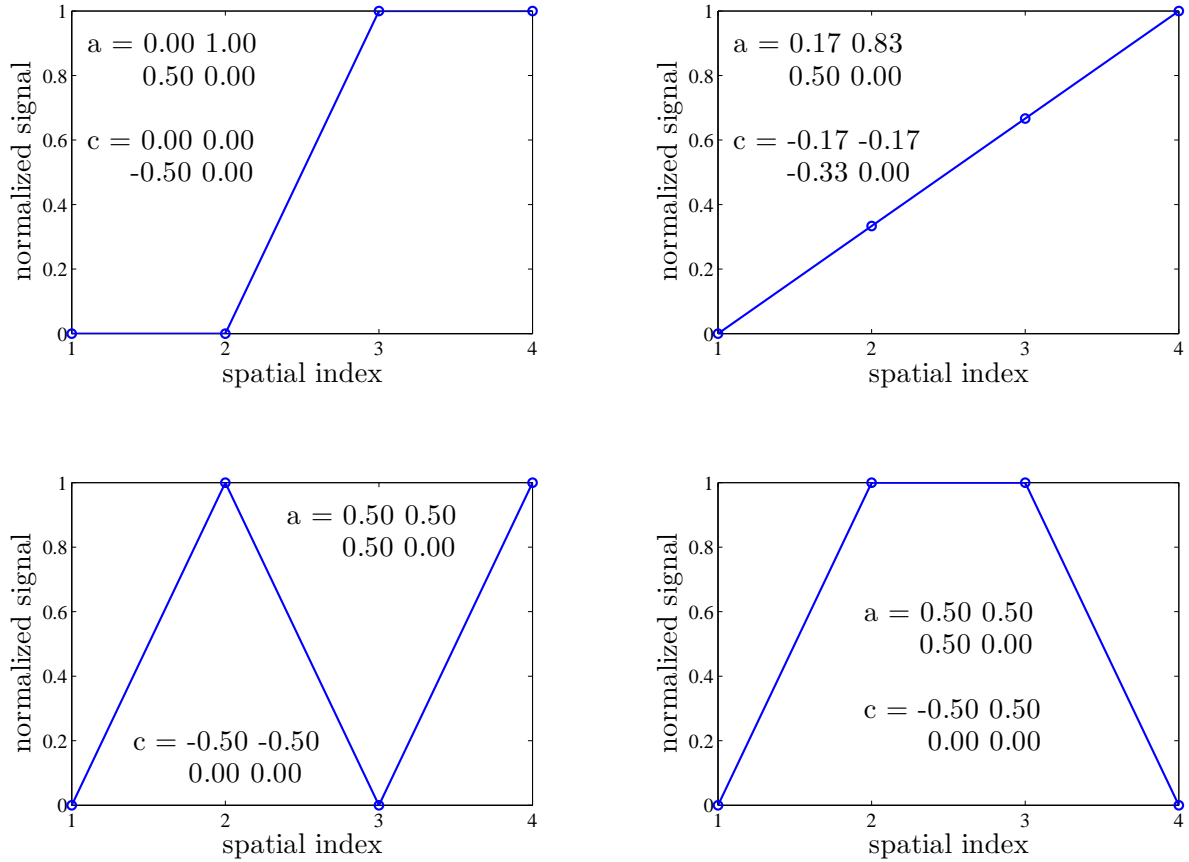 normalized signal
1
0.8
0.6
0.4
0.2
0
a = 0.00 1.00
0.50 0.00
c = 0.00 0.00
-0.50 0.00
1 2 3 4
spatial index
normalized signal
1
0.8
0.6
0.4
0.2
0
a = 0.17 0.83
0.50 0.00
c = -0.17 -0.17
-0.33 0.00
1 2 3 4
spatial index
normalized signal
1
0.8
0.6
0.4
0.2
0
a = 0.50 0.50
0.50 0.00
c = -0.50 -0.50
0.00 0.00
1 2 3 4
spatial index
normalized signal
1
0.8
0.6
0.4
0.2
0
a = 0.50 0.50
0.50 0.00
c = -0.50 0.50
0.00 0.00
1 2 3 4
spatial index